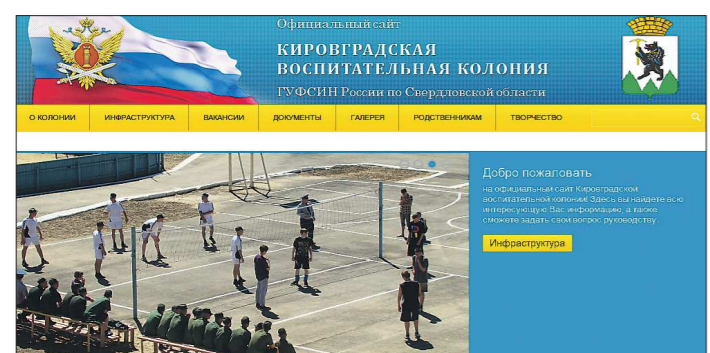 Официальный сайт
КИРОВГРАДСКАЯ
ВОСПИТАТЕЛЬНАЯ КОЛОНИЯ
ГУФСИН России по Свердловской области
О КОЛОНИИ ИНФРАСТРУКТУРА ВАКАНСИИ ДОКУМЕНТЫ ГАЛЕРЕЯ РОДСТВЕННИКАМ ТВОРЧЕСТВО
Добро пожаловать
на официальный сайт Кировградской
воспитательной колонии! Здесь вы найдете всю
интересующую Вас информацию, а также
сможете задать свой вопрос руководству.
Инфраструктура